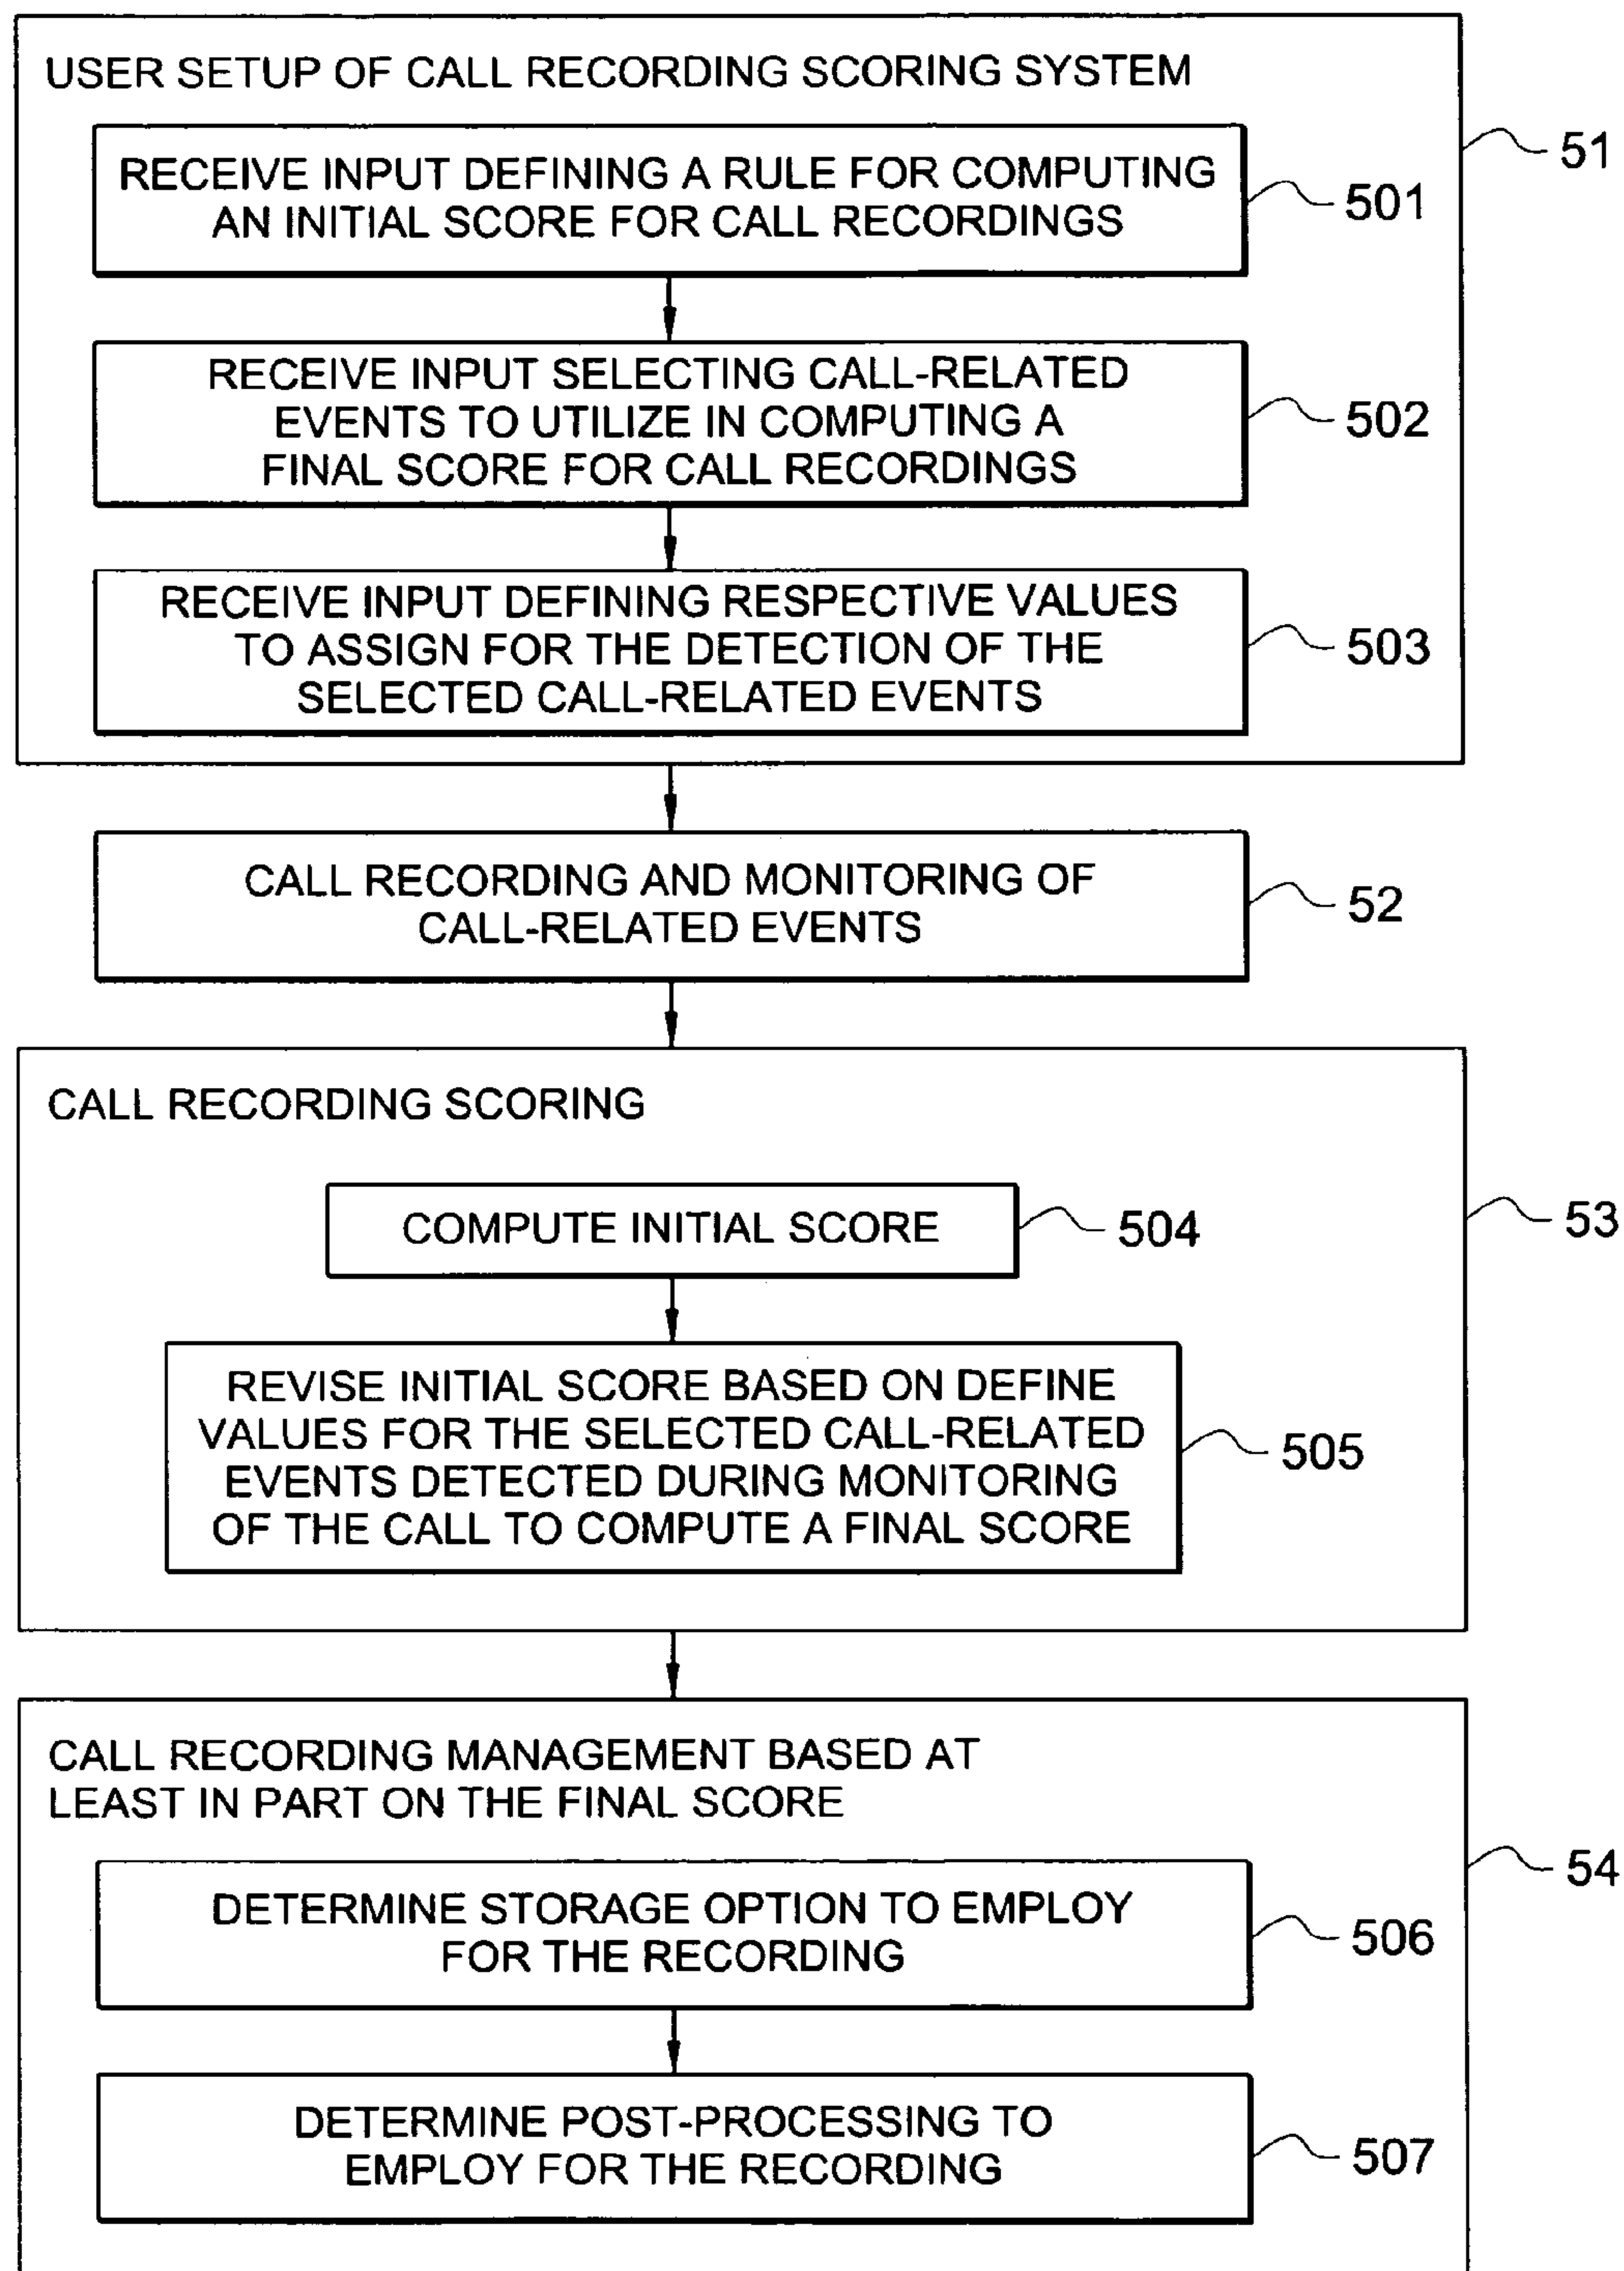 USER SETUP OF CALL RECORDING SCORING SYSTEM
51
RECEIVE INPUT DEFINING A RULE FOR COMPUTING
AN INITIAL SCORE FOR CALL RECORDINGS
501
RECEIVE INPUT SELECTING CALL-RELATED
EVENTS TO UTILIZE IN COMPUTING A
FINAL SCORE FOR CALL RECORDINGS
502
RECEIVE INPUT DEFINING RESPECTIVE VALUES
TO ASSIGN FOR THE DETECTION OF THE
SELECTED CALL-RELATED EVENTS
503
CALL RECORDING AND MONITORING OF
CALL-RELATED EVENTS
52
CALL RECORDING SCORING
53
COMPUTE INITIAL SCORE
504
REVISE INITIAL SCORE BASED ON DEFINE
VALUES FOR THE SELECTED CALL-RELATED
EVENTS DETECTED DURING MONITORING
OF THE CALL TO COMPUTE A FINAL SCORE
505
CALL RECORDING MANAGEMENT BASED AT
LEAST IN PART ON THE FINAL SCORE
54
DETERMINE STORAGE OPTION TO EMPLOY
FOR THE RECORDING
506
DETERMINE POST-PROCESSING TO
EMPLOY FOR THE RECORDING
507